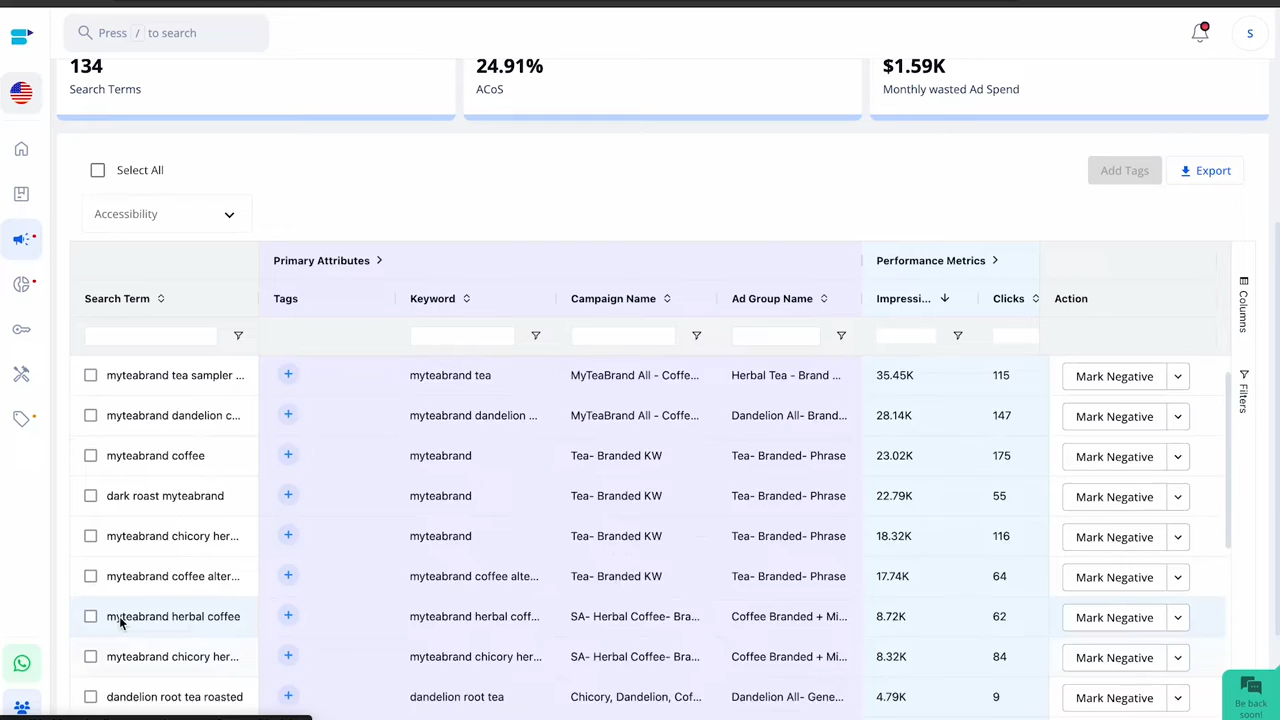 Press / to search
S
134
Search Terms
24.91%
ACoS
$1.59K
Monthly wasted Ad Spend
Select All
Add Tags
Export
Accessibility
Primary Attributes
Performance Metrics
Search Term
Tags
Keyword
Campaign Name
Ad Group Name
Impressi...
Clicks
Action
Columns
Filters
myteabrand tea sampler ... + myteabrand tea MyTeaBrand All - Coffe... Herbal Tea - Brand ... 35.45K 115 Mark Negative
myteabrand dandelion c... + myteabrand dandelion ... MyTeaBrand All - Coffe... Dandelion All- Brand... 28.14K 147 Mark Negative
myteabrand coffee + myteabrand Tea- Branded KW Tea- Branded- Phrase 23.02K 175 Mark Negative
dark roast myteabrand + myteabrand Tea- Branded KW Tea- Branded- Phrase 22.79K 55 Mark Negative
myteabrand chicory her... + myteabrand Tea- Branded KW Tea- Branded- Phrase 18.32K 116 Mark Negative
myteabrand coffee alter... + myteabrand coffee alte... Tea- Branded KW Tea- Branded- Phrase 17.74K 64 Mark Negative
myteabrand herbal coffee + myteabrand herbal coff... SA- Herbal Coffee- Bra... Coffee Branded + Mi... 8.72K 62 Mark Negative
myteabrand chicory her... + myteabrand chicory her... SA- Herbal Coffee- Bra... Coffee Branded + Mi... 8.32K 84 Mark Negative
dandelion root tea roasted + dandelion root tea Chicory, Dandelion, Cof... Dandelion All- Gene... 4.79K 9 Mark Negative
Be back
soon!